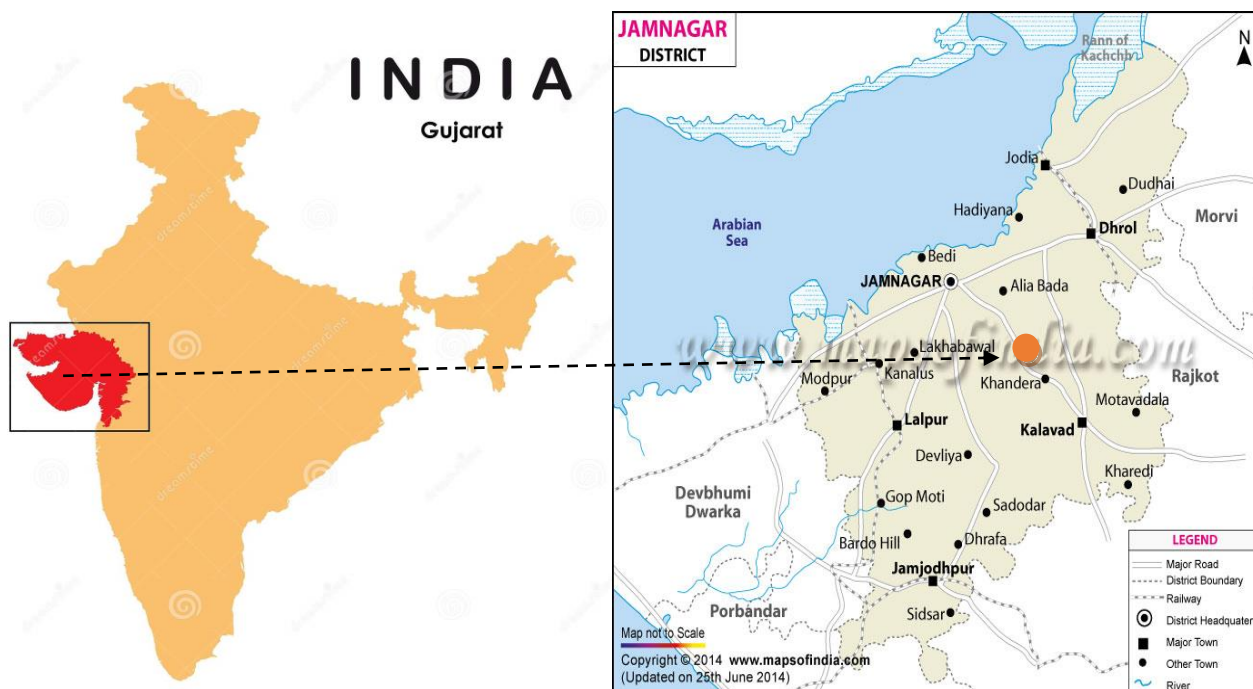 INDIA
Gujarat
JAMNAGAR
DISTRICT
N
Rann of
Kachchh
Jodia
Dudhai
Hadiyana
Morvi
Dhrol
Arabian
Sea
Bedi
JAMNAGAR
Alia Bada
www.mapsofindia.com
Lakhabawal
Kanalus
Modpur
Khandera
Rajkot
Motavadala
Lalpur
Kalavad
Devliya
Kharedi
Devbhumi
Dwarka
Gop Moti
Sadodar
Bardo Hill
Dhrafa
Jamjodhpur
Porbandar
Sidsar
Map not to Scale
Copyright © 2014 www.mapsofindia.com
(Updated on 25th June 2014)
LEGEND
Major Road
District Boundary
Railway
District Headquater
Major Town
Other Town
River